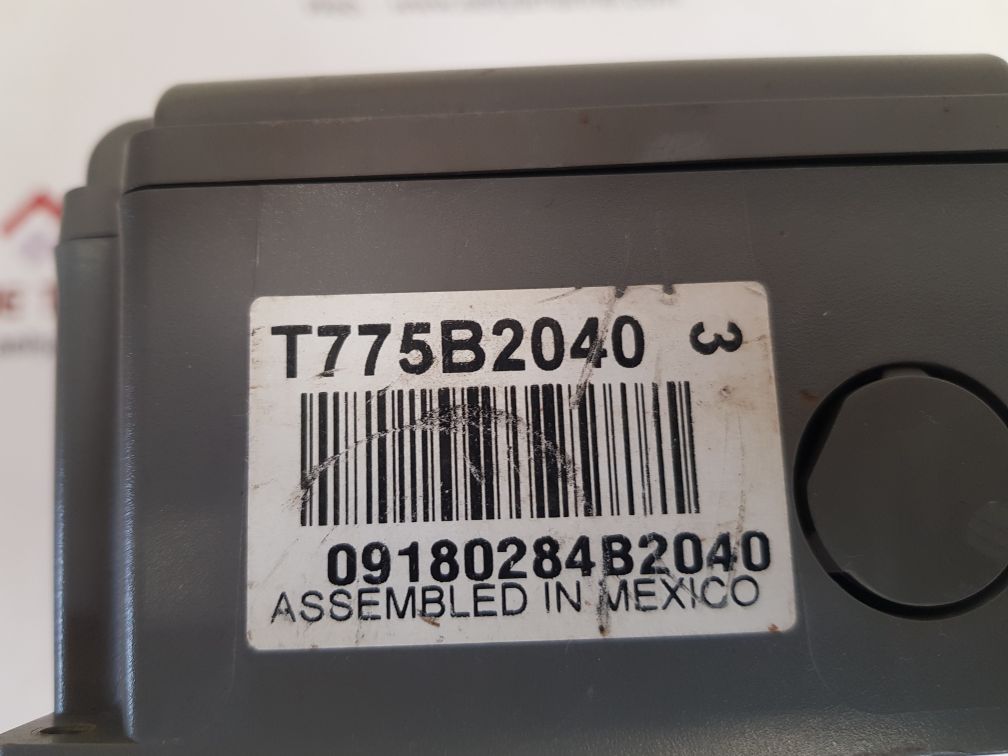 T775B2040 3
09180284B2040
ASSEMBLED IN MEXICO